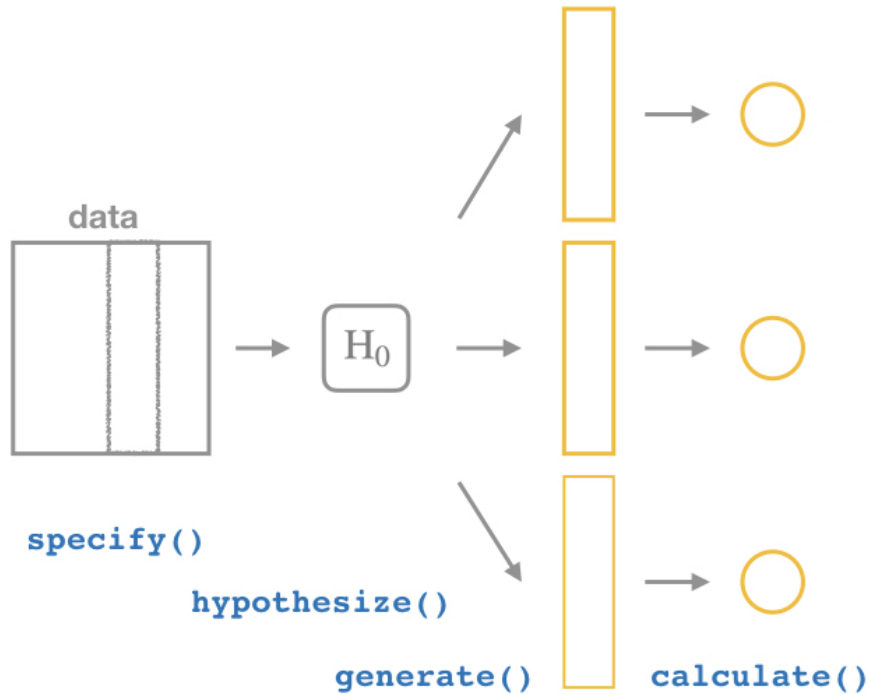 data
H₀
specify()
hypothesize()
generate()
calculate()